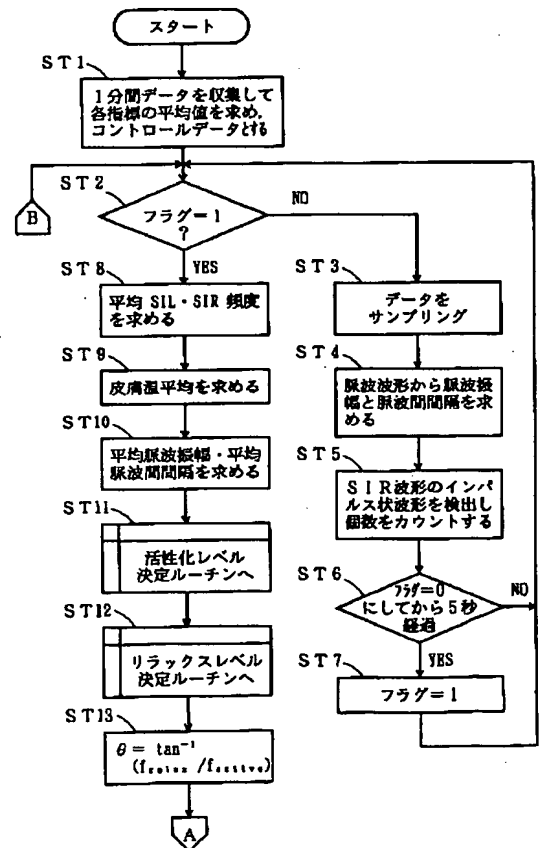 スタート
ST1
1分間データを収集して
各指標の平均値を求め,
コントロールデータとする
B
ST2
フラグ=1
?
NO
YES
ST8
平均 SIL・SIR 頻度
を求める
ST9
皮膚温平均を求める
ST10
平均脈波振幅・平均
脈波間間隔を求める
ST11
活性化レベル
決定ルーチンへ
ST12
リラックスレベル
決定ルーチンへ
ST13
θ = tan⁻¹
(f_relax /f_active)
A
ST3
データを
サンプリング
ST4
脈波波形から脈波振
幅と脈波間間隔を求
める
ST5
SIR波形のインパ
ルス状波形を検出し
個数をカウントする
ST6
フラグ=0
にしてから5秒
経過
NO
YES
ST7
フラグ=1